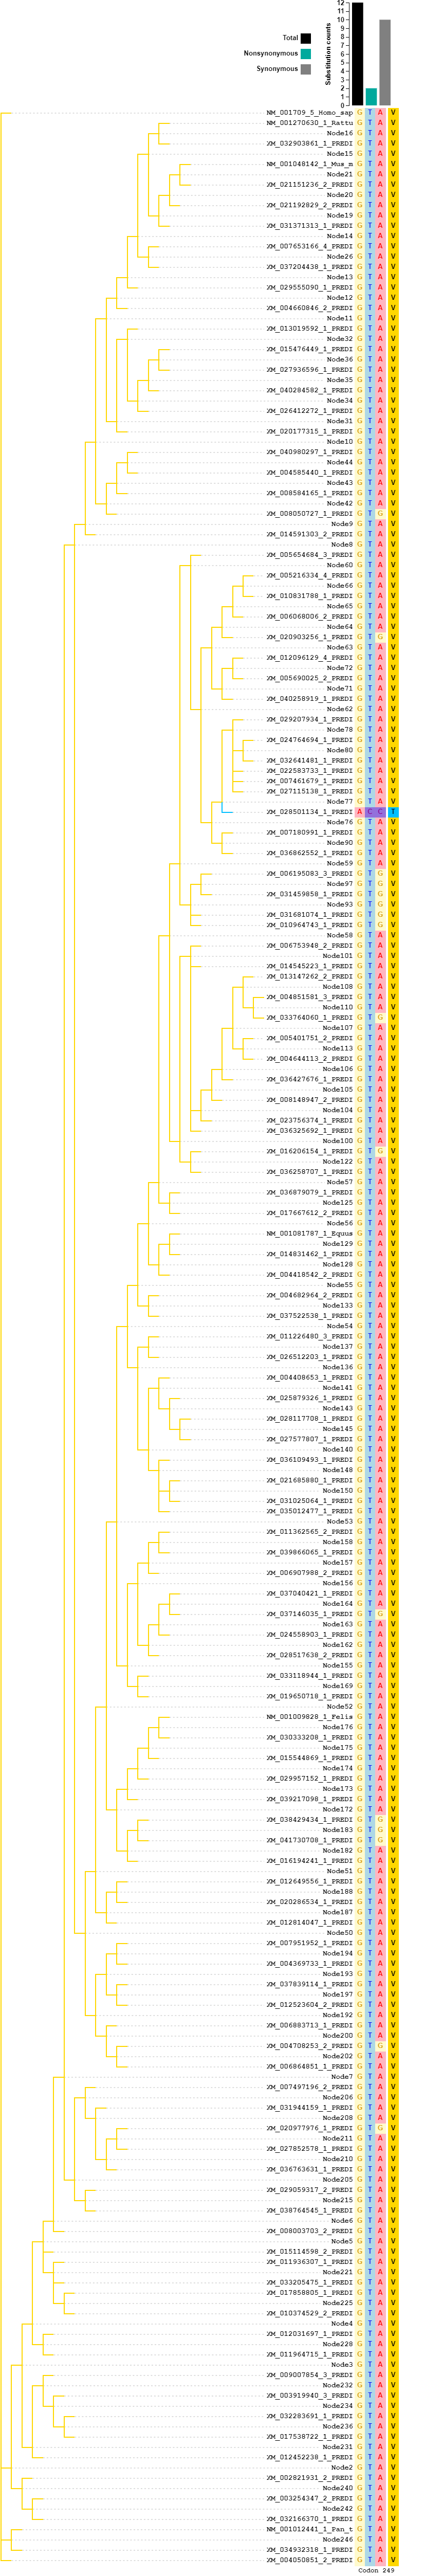 12
11
10
9
8
7
6
5
4
3
2
1
0
Substitution counts
Total
Nonsynonymous
Synonymous
NM_001709_5_Homo_sap G T A V
NM_001270630_1_Rattu G T A V
Node16 G T A V
XM_032903861_1_PREDI G T A V
Node15 G T A V
NM_001048142_1_Mus_m G T A V
Node21 G T A V
XM_021151236_2_PREDI G T A V
Node20 G T A V
XM_021192829_2_PREDI G T A V
Node19 G T A V
XM_031371313_1_PREDI G T A V
Node14 G T A V
XM_007653166_4_PREDI G T A V
Node26 G T A V
XM_037204438_1_PREDI G T A V
Node13 G T A V
XM_029555090_1_PREDI G T A V
Node12 G T A V
XM_004660846_2_PREDI G T A V
Node11 G T A V
XM_013019592_1_PREDI G T A V
Node32 G T A V
XM_015476449_1_PREDI G T A V
Node36 G T A V
XM_027936596_1_PREDI G T A V
Node35 G T A V
XM_040284582_1_PREDI G T A V
Node34 G T A V
XM_026412272_1_PREDI G T A V
Node31 G T A V
XM_020177315_1_PREDI G T A V
Node10 G T A V
XM_040980297_1_PREDI G T A V
Node44 G T A V
XM_004585440_1_PREDI G T A V
Node43 G T A V
XM_008584165_1_PREDI G T A V
Node42 G T A V
XM_008050727_1_PREDI G T G V
Node9 G T A V
XM_014591303_2_PREDI G T A V
Node8 G T A V
XM_005654684_3_PREDI G T A V
Node60 G T A V
XM_005216334_4_PREDI G T A V
Node66 G T A V
XM_010831788_1_PREDI G T A V
Node65 G T A V
XM_006068006_2_PREDI G T A V
Node64 G T A V
XM_020903256_1_PREDI G T G V
Node63 G T A V
XM_012096129_4_PREDI G T A V
Node72 G T A V
XM_005690025_2_PREDI G T A V
Node71 G T A V
XM_040258919_1_PREDI G T A V
Node62 G T A V
XM_029207934_1_PREDI G T A V
Node78 G T A V
XM_024764694_1_PREDI G T A V
Node80 G T A V
XM_032641481_1_PREDI G T A V
XM_022583733_1_PREDI G T A V
XM_007461679_1_PREDI G T A V
XM_027115138_1_PREDI G T A V
Node77 G T A V
XM_028501134_1_PREDI A C C T
Node76 G T A V
XM_007180991_1_PREDI G T A V
Node90 G T A V
XM_036862552_1_PREDI G T A V
Node59 G T A V
XM_006195083_3_PREDI G T G V
Node97 G T G V
XM_031459858_1_PREDI G T G V
Node93 G T G V
XM_031681074_1_PREDI G T G V
XM_010964743_1_PREDI G T G V
Node58 G T A V
XM_006753948_2_PREDI G T A V
Node101 G T A V
XM_014545223_1_PREDI G T A V
XM_013147262_2_PREDI G T A V
Node108 G T A V
XM_004851581_3_PREDI G T A V
Node110 G T A V
XM_033764060_1_PREDI G T G V
Node107 G T A V
XM_005401751_2_PREDI G T A V
Node113 G T A V
XM_004644113_2_PREDI G T A V
Node106 G T A V
XM_036427676_1_PREDI G T A V
Node105 G T A V
XM_008148947_2_PREDI G T A V
Node104 G T A V
XM_023756374_1_PREDI G T A V
XM_036325692_1_PREDI G T A V
Node100 G T A V
XM_016206154_1_PREDI G T G V
Node122 G T A V
XM_036258707_1_PREDI G T A V
Node57 G T A V
XM_036879079_1_PREDI G T A V
Node125 G T A V
XM_017667612_2_PREDI G T A V
Node56 G T A V
NM_001081787_1_Equus G T A V
Node129 G T A V
XM_014831462_1_PREDI G T A V
Node128 G T A V
XM_004418542_2_PREDI G T A V
Node55 G T A V
XM_004682964_2_PREDI G T A V
Node133 G T A V
XM_037522538_1_PREDI G T A V
Node54 G T A V
XM_011226480_3_PREDI G T A V
Node137 G T A V
XM_026512203_1_PREDI G T A V
Node136 G T A V
XM_004408653_1_PREDI G T A V
Node141 G T A V
XM_025879326_1_PREDI G T A V
Node143 G T A V
XM_028117708_1_PREDI G T A V
Node145 G T A V
XM_027577807_1_PREDI G T A V
Node140 G T A V
XM_036109493_1_PREDI G T A V
Node148 G T A V
XM_021685880_1_PREDI G T A V
Node150 G T A V
XM_031025064_1_PREDI G T A V
XM_035012477_1_PREDI G T A V
Node53 G T A V
XM_011362565_2_PREDI G T A V
Node158 G T A V
XM_039866065_1_PREDI G T A V
Node157 G T A V
XM_006907988_2_PREDI G T A V
Node156 G T A V
XM_037040421_1_PREDI G T A V
Node164 G T A V
XM_037146035_1_PREDI G T G V
Node163 G T A V
XM_024558903_1_PREDI G T A V
Node162 G T A V
XM_028517638_2_PREDI G T A V
Node155 G T A V
XM_033118944_1_PREDI G T A V
Node169 G T A V
XM_019650718_1_PREDI G T A V
Node52 G T A V
NM_001009828_1_Felis G T A V
Node176 G T A V
XM_030333208_1_PREDI G T A V
Node175 G T A V
XM_015544869_1_PREDI G T A V
Node174 G T A V
XM_029957152_1_PREDI G T A V
Node173 G T A V
XM_039217098_1_PREDI G T A V
Node172 G T A V
XM_038429434_1_PREDI G T G V
Node183 G T G V
XM_041730708_1_PREDI G T G V
Node182 G T A V
XM_016194241_1_PREDI G T A V
Node51 G T A V
XM_012649556_1_PREDI G T A V
Node188 G T A V
XM_020286534_1_PREDI G T A V
Node187 G T A V
XM_012814047_1_PREDI G T A V
Node50 G T A V
XM_007951952_1_PREDI G T A V
Node194 G T A V
XM_004369733_1_PREDI G T A V
Node193 G T A V
XM_037839114_1_PREDI G T A V
Node197 G T A V
XM_012523604_2_PREDI G T A V
Node192 G T A V
XM_006883713_1_PREDI G T A V
Node200 G T A V
XM_004708253_2_PREDI G T G V
Node202 G T A V
XM_006864851_1_PREDI G T A V
Node7 G T A V
XM_007497196_2_PREDI G T A V
Node206 G T A V
XM_031944159_1_PREDI G T A V
Node208 G T A V
XM_020977976_1_PREDI G T G V
Node211 G T A V
XM_027852578_1_PREDI G T A V
Node210 G T A V
XM_036763631_1_PREDI G T A V
Node205 G T A V
XM_029059317_2_PREDI G T A V
Node215 G T A V
XM_038764545_1_PREDI G T A V
Node6 G T A V
XM_008003703_2_PREDI G T A V
Node5 G T A V
XM_015114598_2_PREDI G T A V
XM_011936307_1_PREDI G T A V
Node221 G T A V
XM_033205475_1_PREDI G T A V
XM_017858805_1_PREDI G T A V
Node225 G T A V
XM_010374529_2_PREDI G T A V
Node4 G T A V
XM_012031697_1_PREDI G T A V
Node228 G T A V
XM_011964715_1_PREDI G T A V
Node3 G T A V
XM_009007854_3_PREDI G T A V
Node232 G T A V
XM_003919940_3_PREDI G T A V
Node234 G T A V
XM_032283691_1_PREDI G T A V
Node236 G T A V
XM_017538722_1_PREDI G T A V
Node231 G T A V
XM_012452238_1_PREDI G T A V
Node2 G T A V
XM_002821931_2_PREDI G T A V
Node240 G T A V
XM_003254347_2_PREDI G T A V
Node242 G T A V
XM_032166370_1_PREDI G T A V
NM_001012441_1_Pan_t G T A V
Node246 G T A V
XM_034932318_1_PREDI G T A V
XM_004050851_2_PREDI G T A V
Codon 249